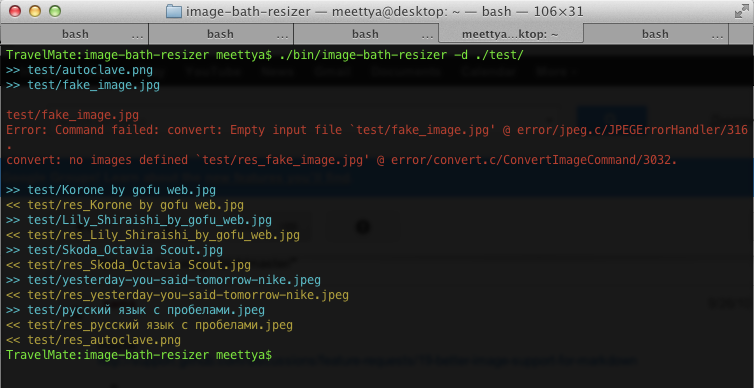 image-bath-resizer — meettya@desktop: ~ — bash — 106×31
bash ... bash ... bash ... meettya...ktop: ~ bash ...
TravelMate:image-bath-resizer meettya$ ./bin/image-bath-resizer -d ./test/
>> test/autoclave.png
>> test/fake_image.jpg
test/fake_image.jpg
Error: Command failed: convert: Empty input file `test/fake_image.jpg' @ error/jpeg.c/JPEGErrorHandler/316
.
convert: no images defined `test/res_fake_image.jpg' @ error/convert.c/ConvertImageCommand/3032.
>> test/Korone by gofu web.jpg
<< test/res_Korone by gofu web.jpg
>> test/Lily_Shiraishi_by_gofu_web.jpg
<< test/res_Lily_Shiraishi_by_gofu_web.jpg
>> test/Skoda_Octavia Scout.jpg
<< test/res_Skoda_Octavia Scout.jpg
>> test/yesterday-you-said-tomorrow-nike.jpeg
<< test/res_yesterday-you-said-tomorrow-nike.jpeg
>> test/русский язык с пробелами.jpeg
<< test/res_русский язык с пробелами.jpeg
<< test/res_autoclave.png
TravelMate:image-bath-resizer meettya$